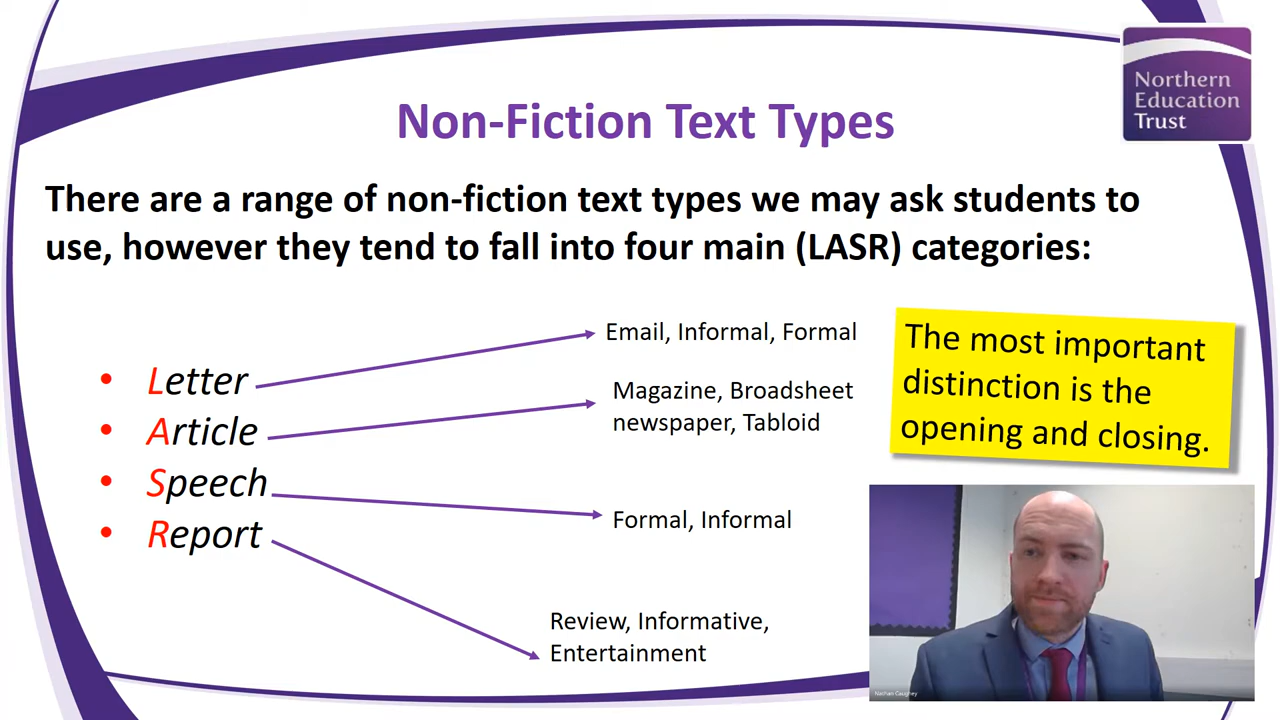 Northern
Education
Trust
Non-Fiction Text Types
There are a range of non-fiction text types we may ask students to
use, however they tend to fall into four main (LASR) categories:
• Letter
• Article
• Speech
• Report
Email, Informal, Formal
Magazine, Broadsheet
newspaper, Tabloid
Formal, Informal
Review, Informative,
Entertainment
The most important
distinction is the
opening and closing.
Nathan Caughey